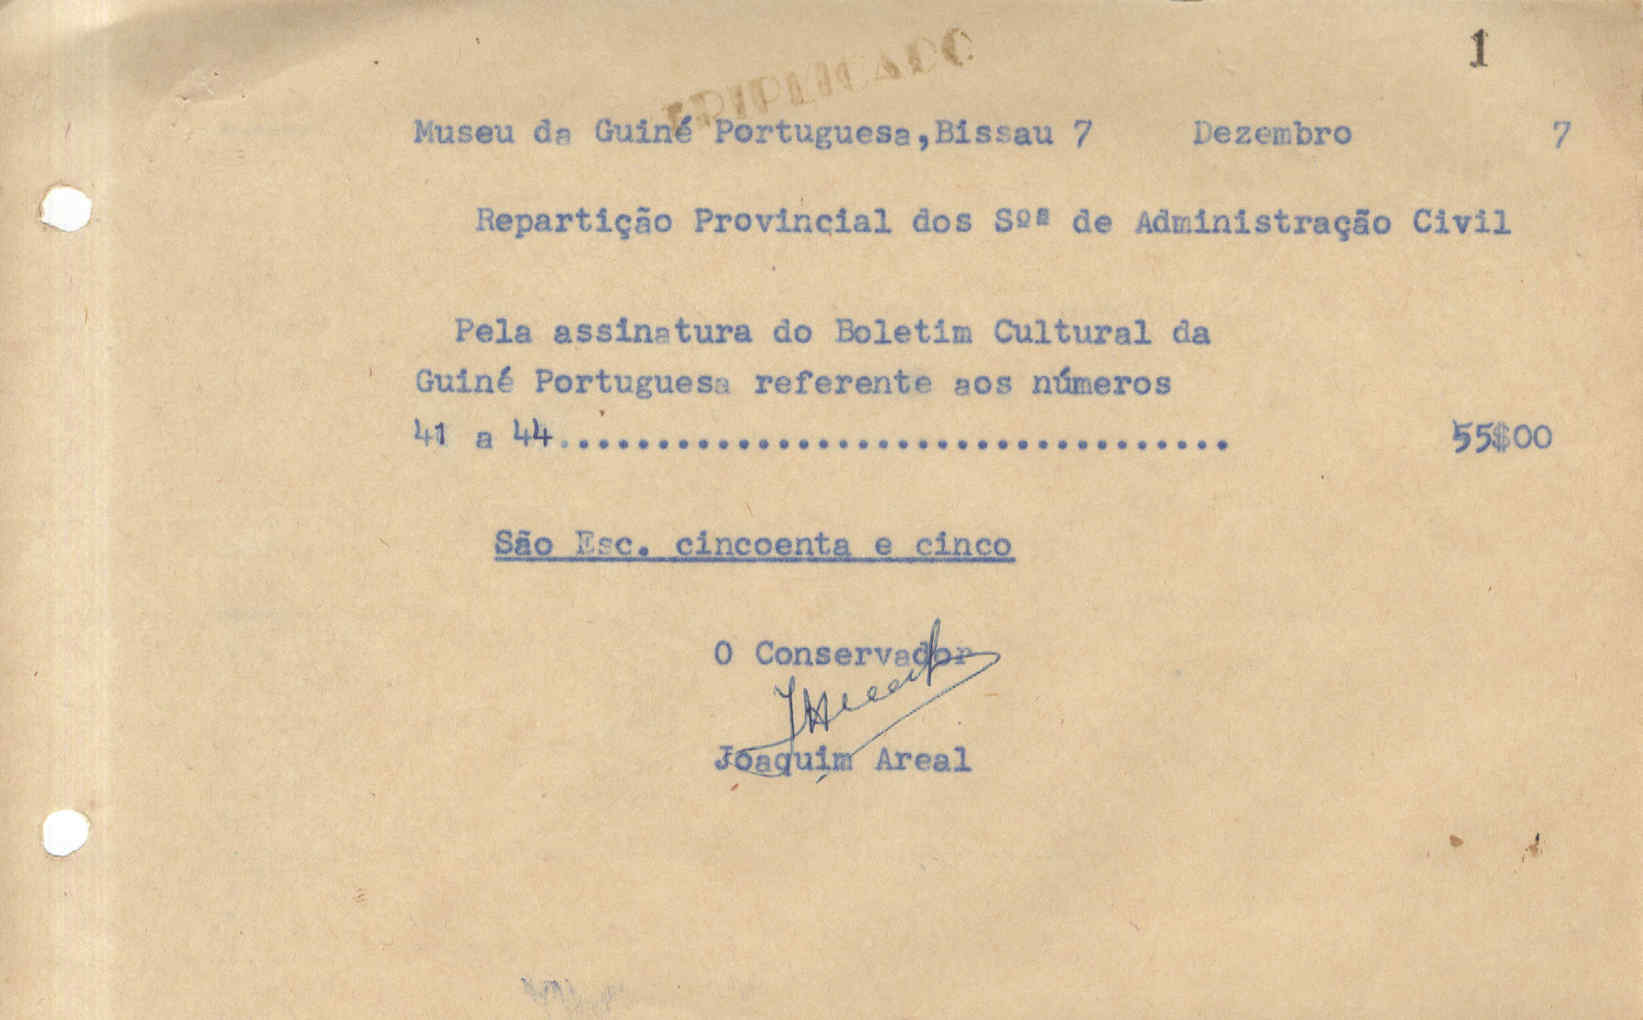 1
TRIPLICADO
Museu da Guiné Portuguesa,Bissau 7 Dezembro 7
Repartição Provincial dos Sºª de Administração Civil
Pela assinatura do Boletim Cultural da
Guiné Portuguesa referente aos números
41 a 44.................................. 55$00
São Esc. cincoenta e cinco
O Conservador
Joaquim Areal